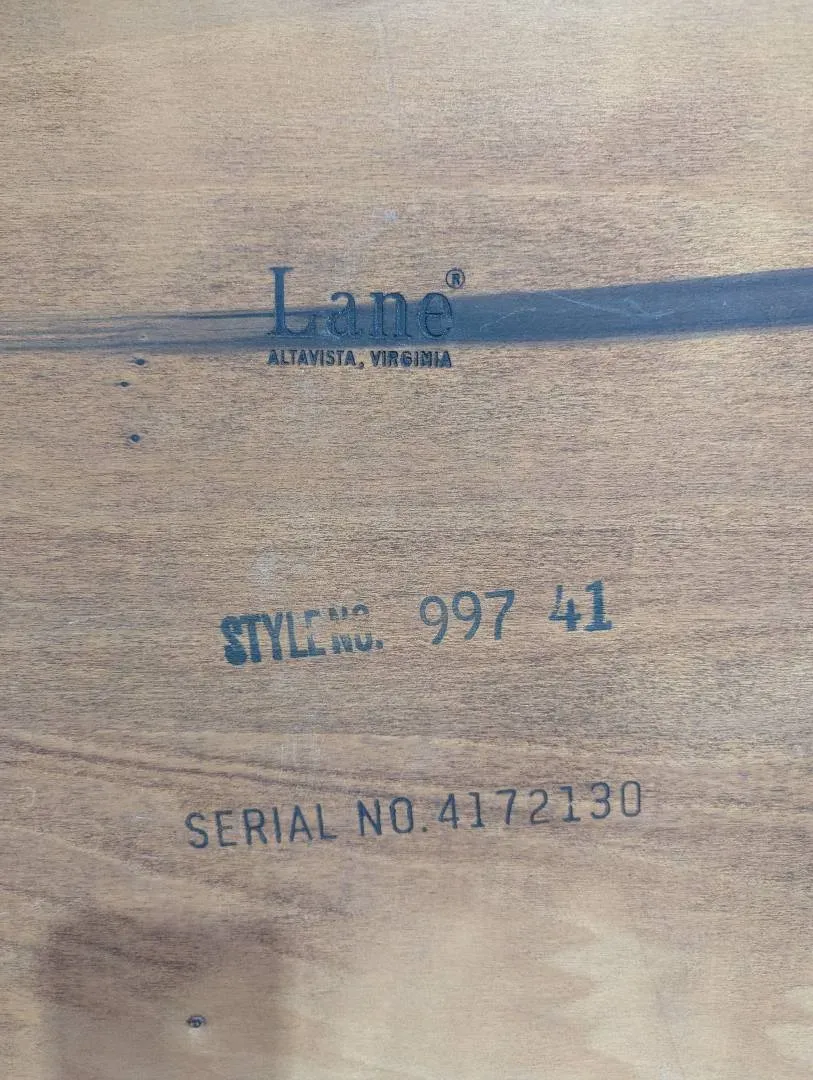 Lane®
ALTAVISTA, VIRGINIA
STYLE NO. 997 41
SERIAL NO. 4172130